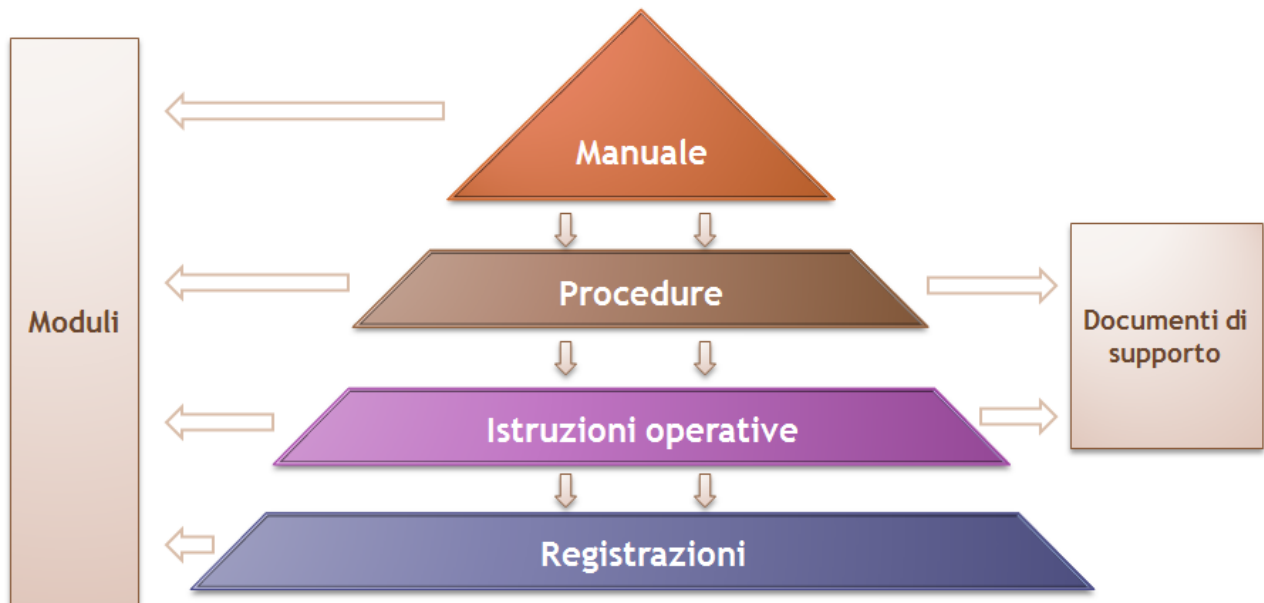 Manuale
Procedure
Moduli
Documenti di
supporto
Istruzioni operative
Registrazioni